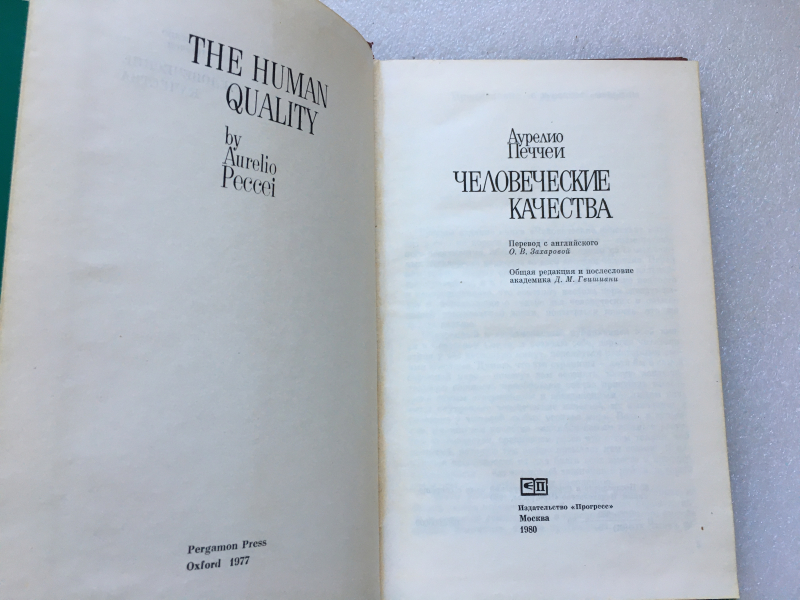 THE HUMAN
QUALITY
by
Aurelio
Peccei
Pergamon Press
Oxford 1977
Аурелио
Печчеи
ЧЕЛОВЕЧЕСКИЕ
КАЧЕСТВА
Перевод с английского
О. В. Захаровой
Общая редакция и послесловие
академика Д. М. Гвишиани
Издательство «Прогресс»
Москва
1980